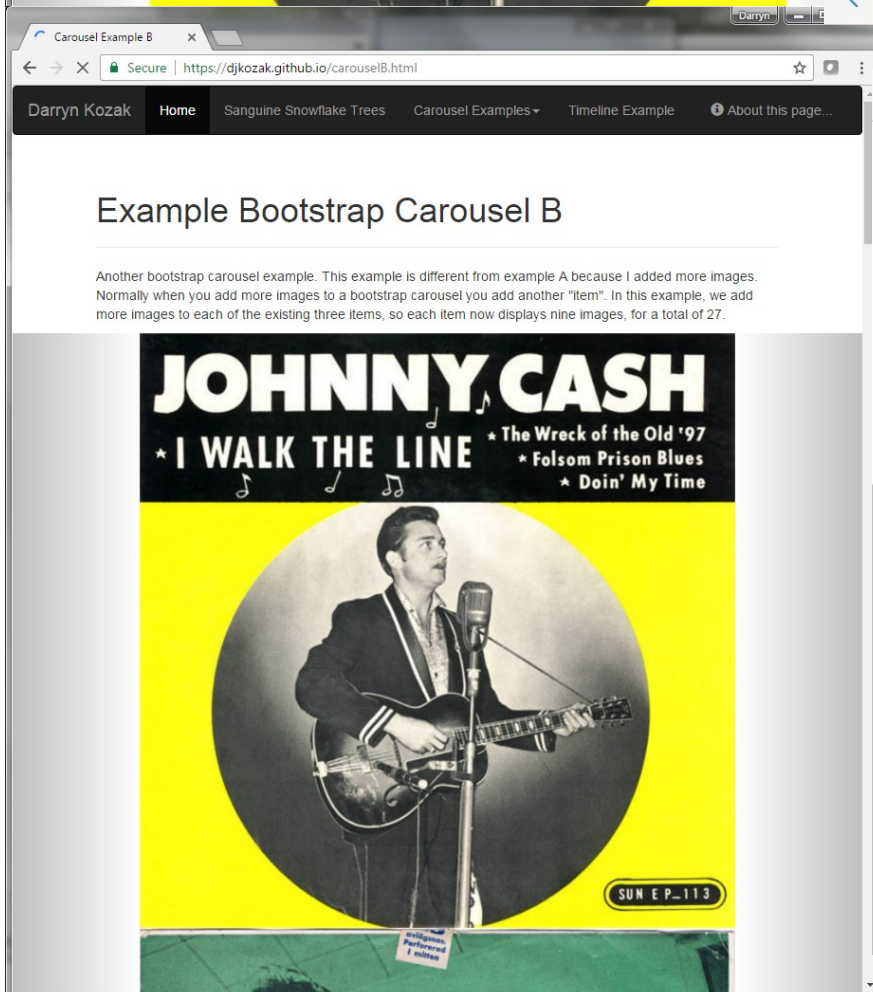 Darryn
Carousel Example B
Secure | https://djkozak.github.io/carouselB.html
Darryn Kozak Home Sanguine Snowflake Trees Carousel Examples Timeline Example About this page...
Example Bootstrap Carousel B
Another bootstrap carousel example. This example is different from example A because I added more images.
Normally when you add more images to a bootstrap carousel you add another "item". In this example, we add
more images to each of the existing three items, so each item now displays nine images, for a total of 27.
JOHNNY CASH
* I WALK THE LINE
* The Wreck of the Old '97
* Folsom Prison Blues
* Doin' My Time
SUN EP-113
avlägsnas.
Perforerad
i mitten